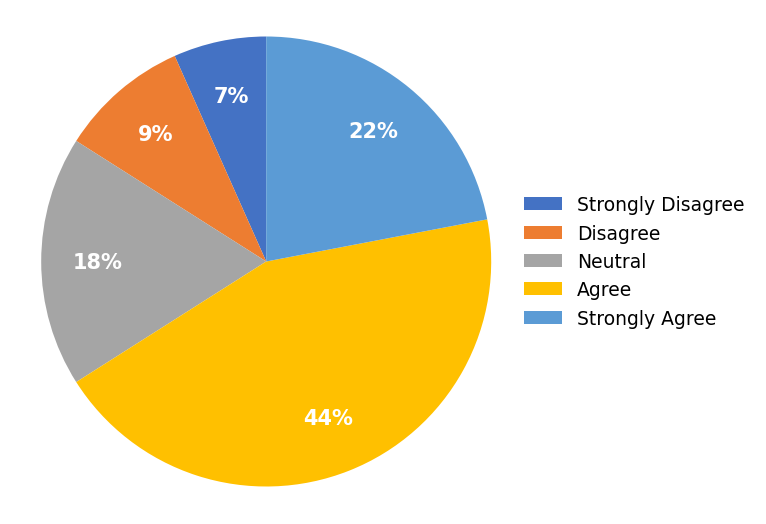 7%
22%
9%
18%
44%
Strongly Disagree
Disagree
Neutral
Agree
Strongly Agree